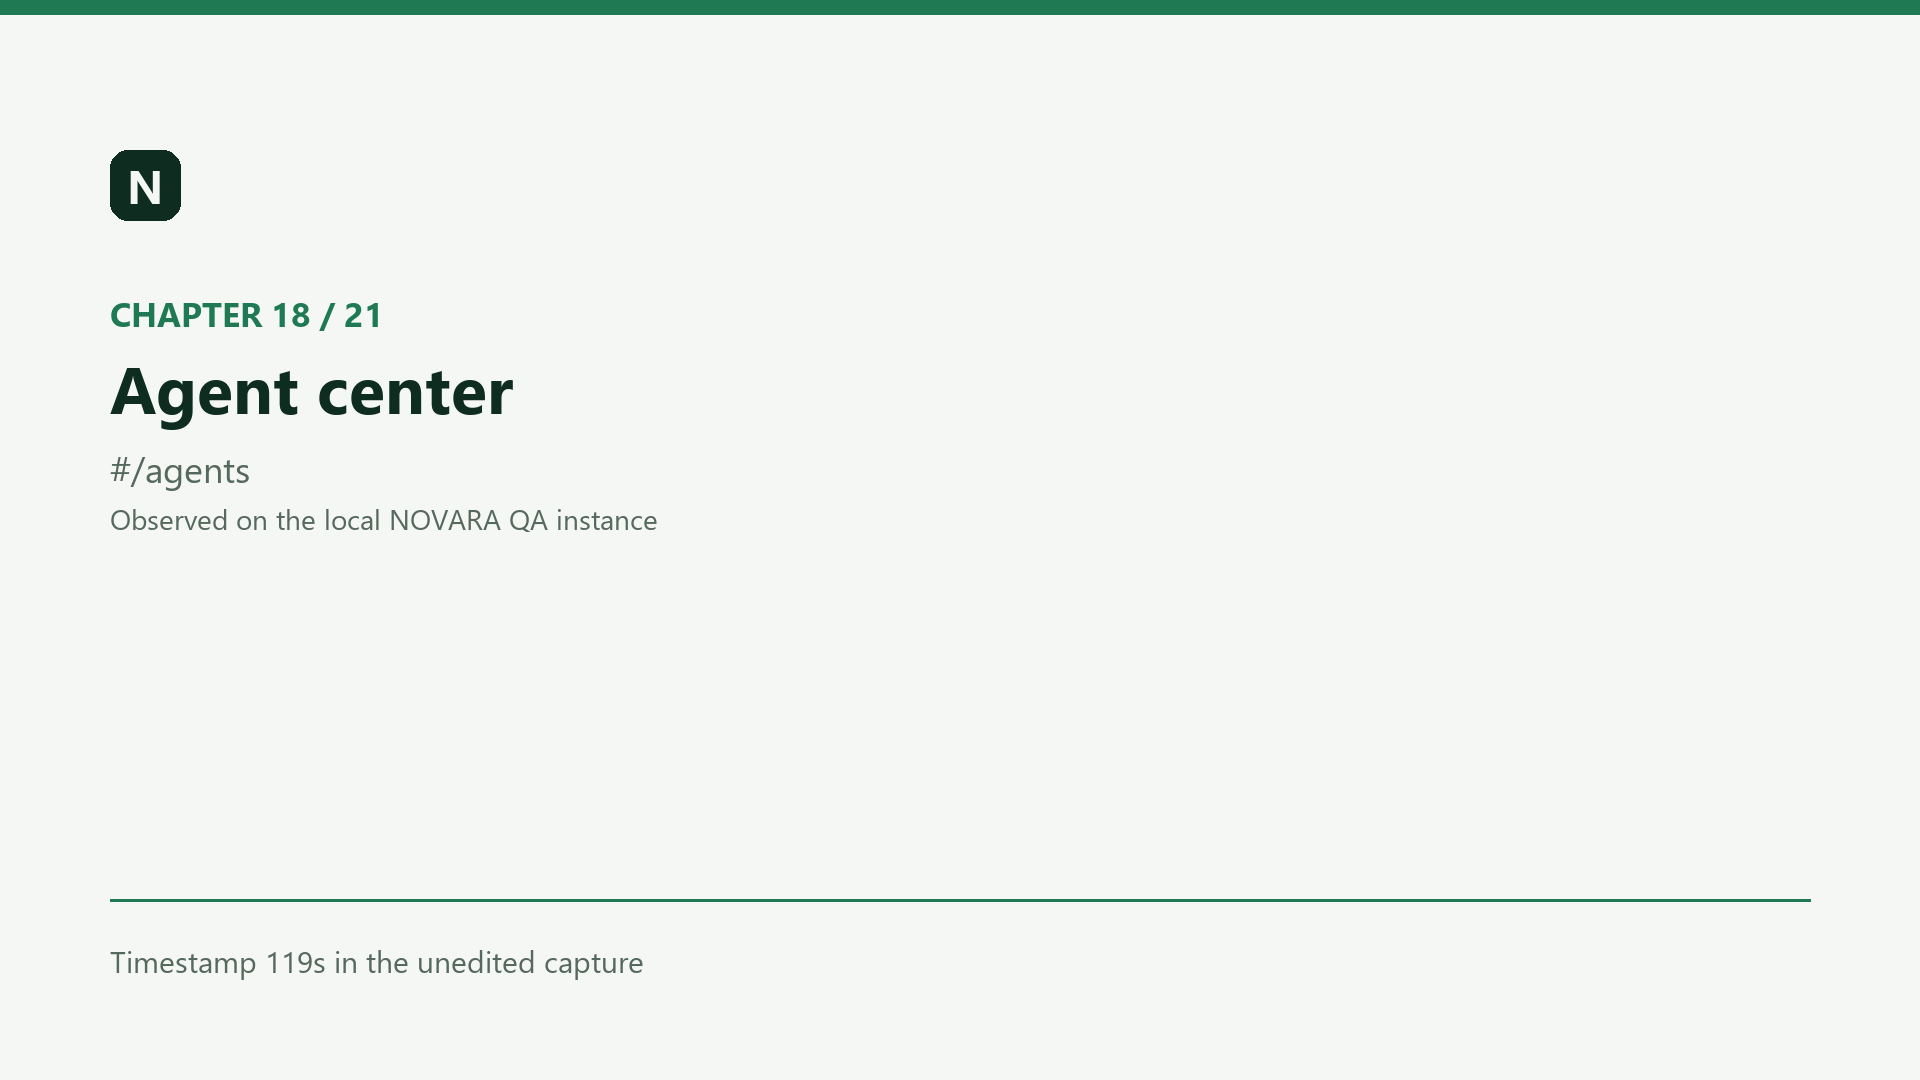 N
CHAPTER 18 / 21
Agent center
#/agents
Observed on the local NOVARA QA instance
Timestamp 119s in the unedited capture